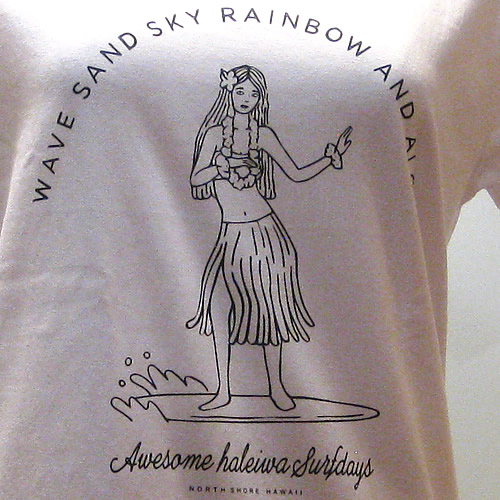 WAVE SAND SKY RAINBOW AND
Awesome haleiwa Surfdays
NORTH SHORE HAWAII